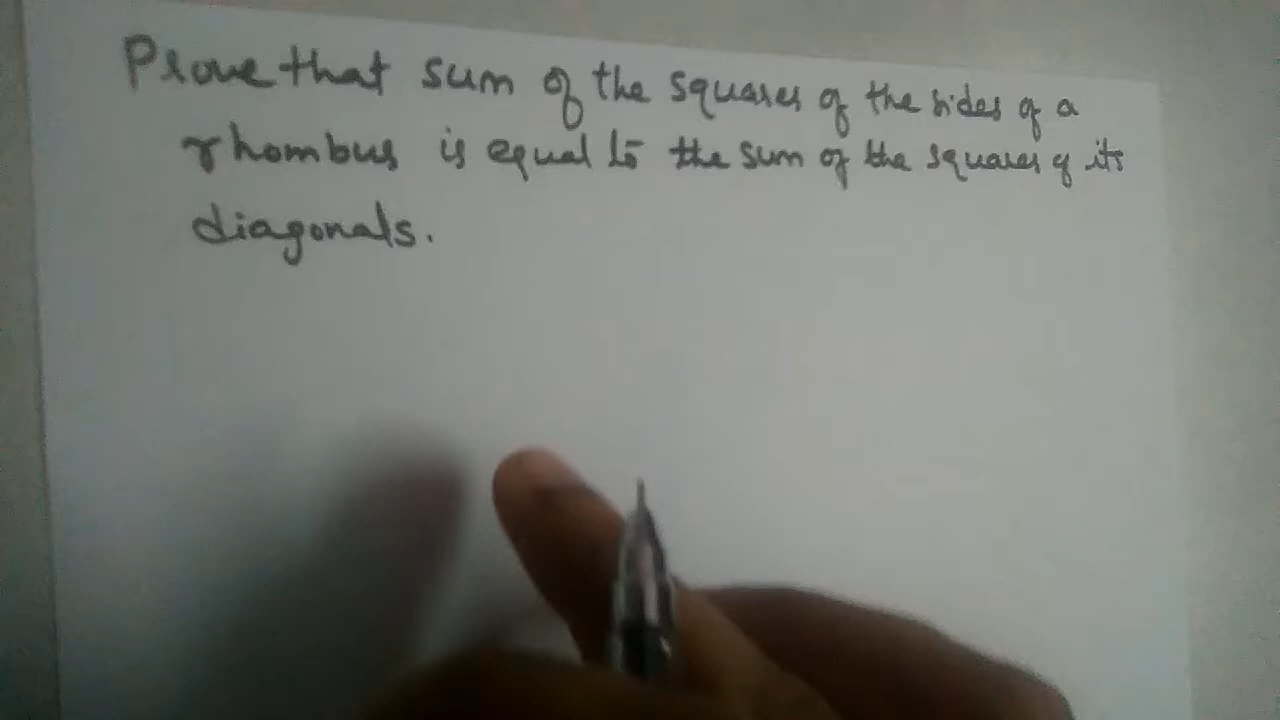 Prove that sum of the squares of the sides of a
rhombus is equal to the sum of the squares of its
diagonals.